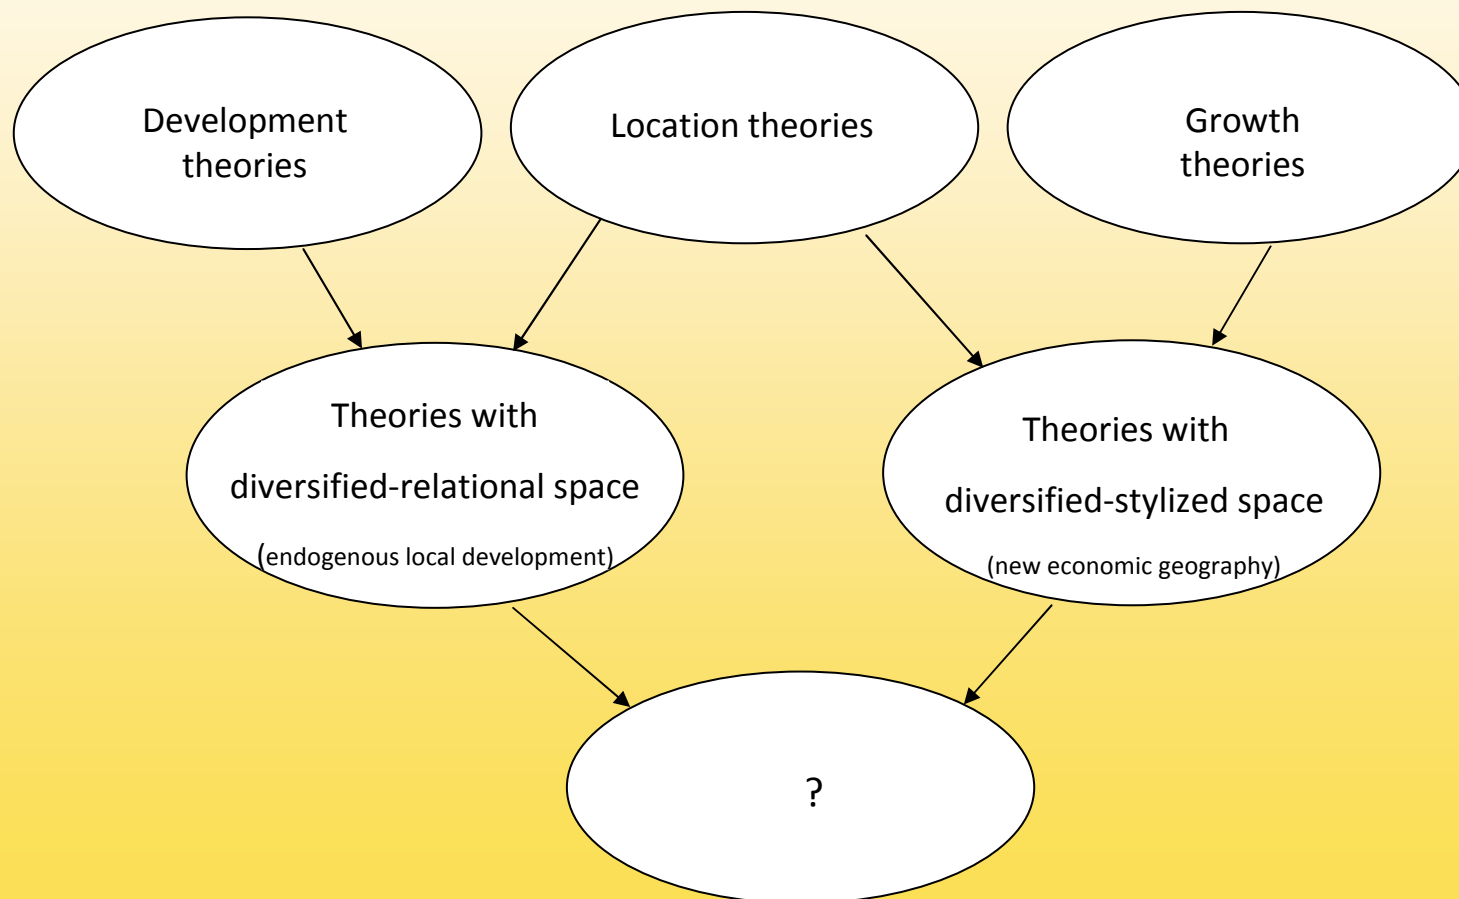 Development
theories
Location theories
Growth
theories
Theories with
diversified-relational space
(endogenous local development)
Theories with
diversified-stylized space
(new economic geography)
?